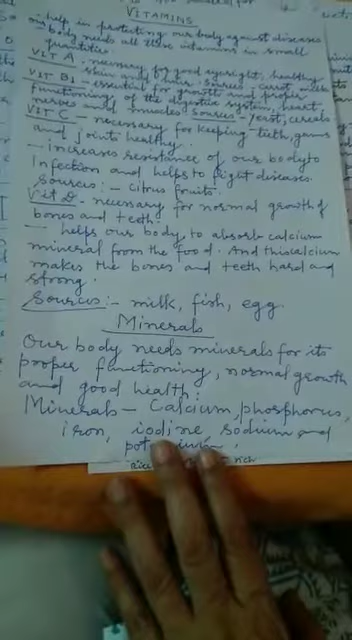 VITAMINS
help in protecting our body against diseases
- body needs all these vitamins in small
quantities.
VIT A. necessary for good eyesight, healthy
skin and hair. Sources - carrot, milk
VIT B1 - essential for growth and proper
functioning of the digestive system, heart,
nerves and muscles. Sources - yeast, cereals
VIT C - necessary for keeping teeth, gums
and joints healthy.
- increases resistance of our body to
infection and helps to fight diseases.
Sources:- citrus fruits.
Vit D - necessary for normal growth of
bones and teeth.
- helps our body to absorb calcium
mineral from the food. And this calcium
makes the bones and teeth hard and
strong.
Sources:- milk, fish, egg.
Minerals
Our body needs minerals for its
proper functioning, normal growth
and good health:
Minerals - Calcium, phosphorus,
iron, iodine sodium and
rich